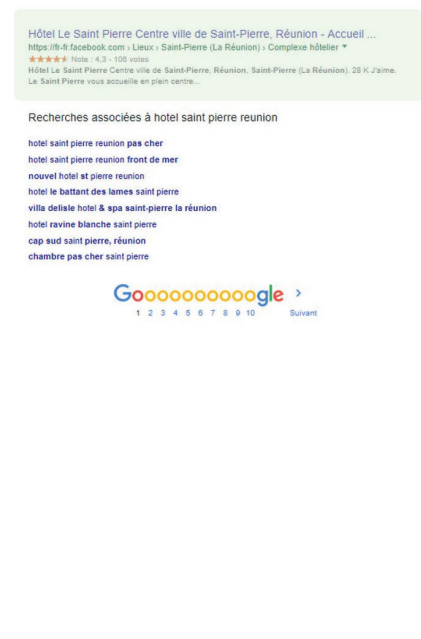 Hôtel Le Saint Pierre Centre ville de Saint-Pierre, Réunion - Accueil ...
https://fr-fr.facebook.com › Lieux › Saint-Pierre (La Réunion) › Complexe hôtelier ▼
★★★★★ Note : 4,3 - 106 votes
Hôtel Le Saint Pierre Centre ville de Saint-Pierre, Réunion. Saint-Pierre (La Réunion). 28 K J'aime.
Le Saint Pierre vous accueille en plein centre...
Recherches associées à hotel saint pierre reunion
hotel saint pierre reunion pas cher
hotel saint pierre reunion front de mer
nouvel hotel st pierre reunion
hotel le battant des lames saint pierre
villa delisle hotel & spa saint-pierre la réunion
hotel ravine blanche saint pierre
cap sud saint pierre, réunion
chambre pas cher saint pierre
Goooooooooogle >
1 2 3 4 5 6 7 8 9 10 Suivant